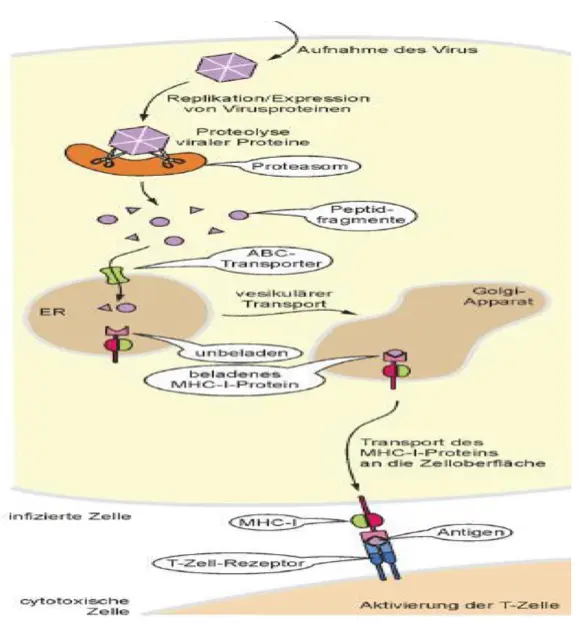 Aufnahme des Virus
Replikation/Expression
von Virusproteinen
Proteolyse
viraler Proteine
Proteasom
Peptid-
fragmente
ABC-
Transporter
ER
vesikulärer
Transport
Golgi-
Apparat
unbeladen
beladenes
MHC-I-Protein
Transport des
MHC-I-Proteins
an die Zelloberfläche
infizierte Zelle
MHC-I
Antigen
T-Zell-Rezeptor
cytotoxische
Zelle
Aktivierung der T-Zelle